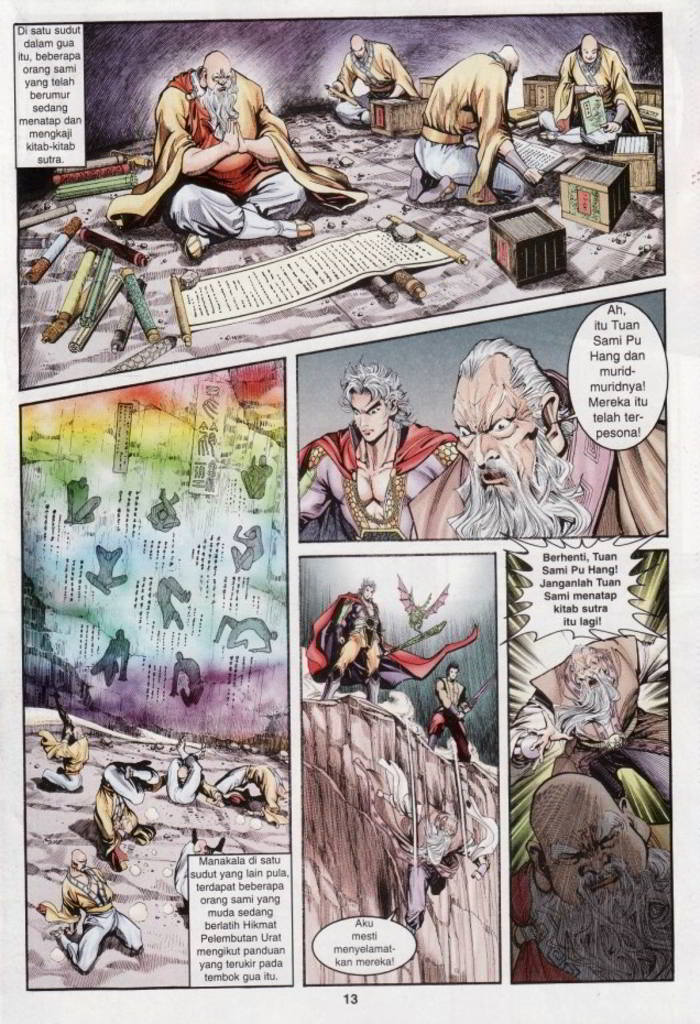 Di satu sudut
dalam gua
itu, beberapa
orang sami
yang telah
berumur
sedang
menatap dan
mengkaji
kitab-kitab
sutra.
Ah,
itu Tuan
Sami Pu
Hang dan
murid-
muridnya!
Mereka itu
telah ter-
pesona!
Manakala di satu
sudut yang lain pula,
terdapat beberapa
orang sami yang
muda sedang
berlatih Hikmat
Pelembutan Urat
mengikut panduan
yang terukir pada
tembok gua itu.
Aku
mesti
menyelamat-
kan mereka!
Berhenti, Tuan
Sami Pu Hang!
Janganlah Tuan
Sami menatap
kitab sutra
itu lagi!
13